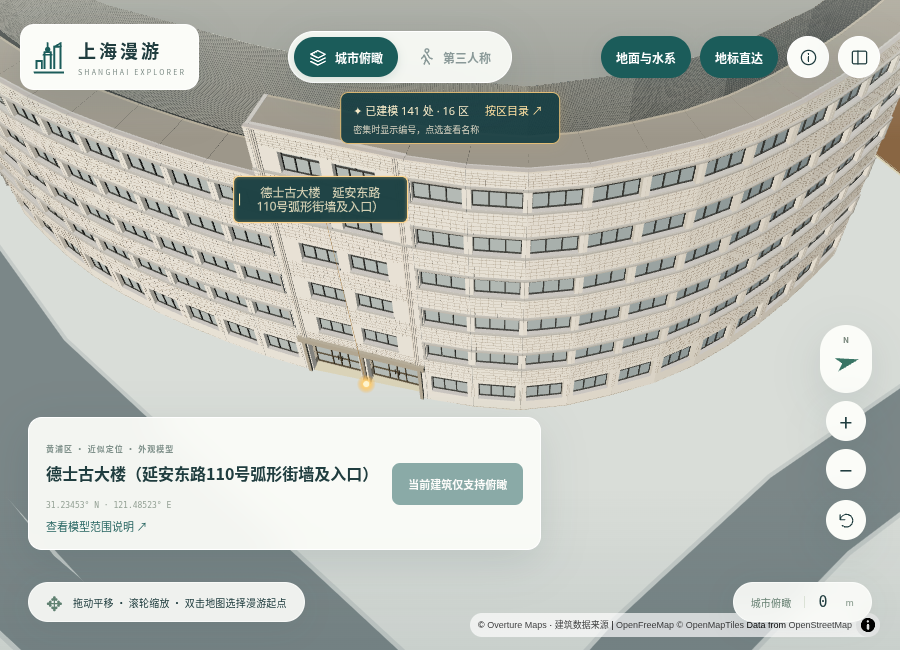 上海漫游
SHANGHAI EXPLORER
城市俯瞰
第三人称
地面与水系
地标直达
✦ 已建模 141 处 · 16 区 按区目录 ↗
密集时显示编号，点选查看名称
德士古大楼 延安东路
110号弧形街墙及入口）
N
黄浦区 · 近似定位 · 外观模型
德士古大楼（延安东路110号弧形街墙及入口）
31.23453° N · 121.48523° E
查看模型范围说明 ↗
当前建筑仅支持俯瞰
+
−
拖动平移 · 滚轮缩放 · 双击地图选择漫游起点
城市俯瞰 0 m
© Overture Maps · 建筑数据来源 | OpenFreeMap © OpenMapTiles Data from OpenStreetMap